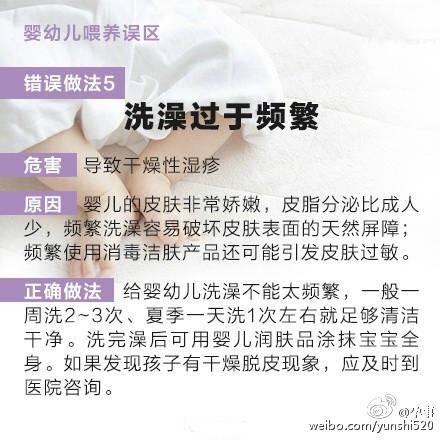 婴幼儿喂养误区
错误做法5
洗澡过于频繁
危害 导致干燥性湿疹
原因 婴儿的皮肤非常娇嫩，皮脂分泌比成人
少，频繁洗澡容易破坏皮肤表面的天然屏障；
频繁使用消毒洁肤产品还可能引发皮肤过敏。
正确做法 给婴幼儿洗澡不能太频繁，一般一
周洗2~3次、夏季一天洗1次左右就足够清洁
干净。洗完澡后可用婴儿润肤品涂抹宝宝全
身。如果发现孩子有干燥脱皮现象，应及时到
医院咨询。
weibo.com/yunshi520